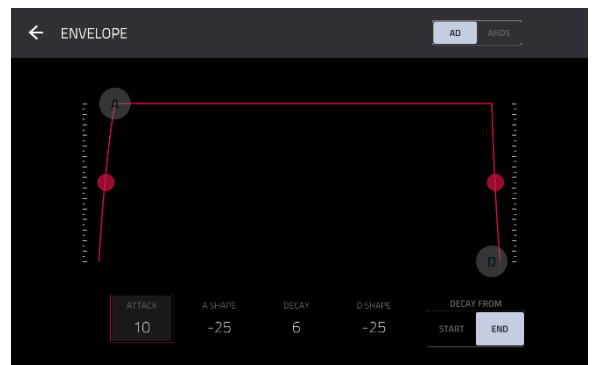 ENVELOPE
AD AHDS
A
D
ATTACK A SHAPE DECAY D SHAPE DECAY FROM
10 -25 6 -25 START END